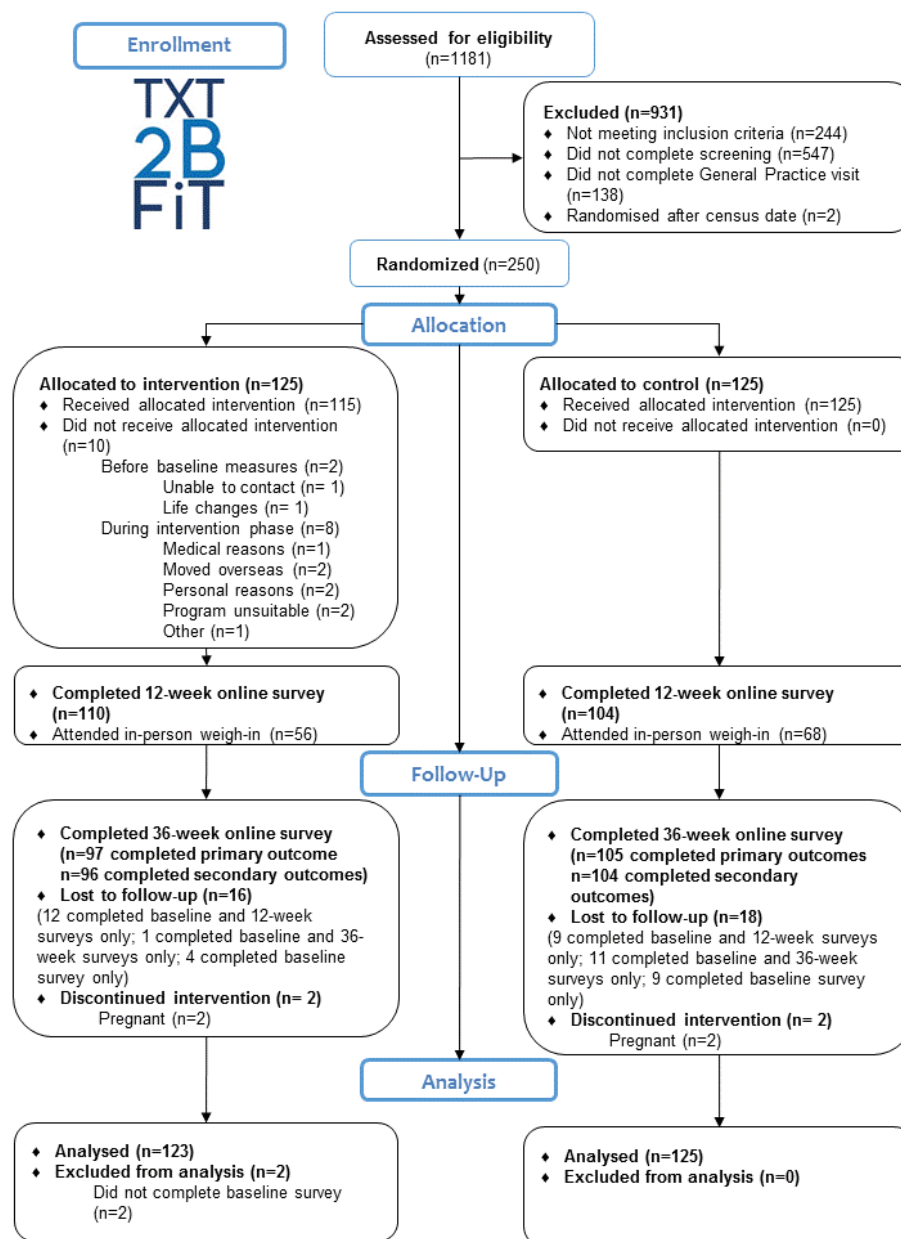 Enrollment
TXT
2B
FiT
Assessed for eligibility
(n=1181)
Excluded (n=931)
♦ Not meeting inclusion criteria (n=244)
♦ Did not complete screening (n=547)
♦ Did not complete General Practice visit
(n=138)
♦ Randomised after census date (n=2)
Randomized (n=250)
Allocation
Allocated to intervention (n=125)
♦ Received allocated intervention (n=115)
♦ Did not receive allocated intervention
(n=10)
Before baseline measures (n=2)
Unable to contact (n= 1)
Life changes (n= 1)
During intervention phase (n=8)
Medical reasons (n=1)
Moved overseas (n=2)
Personal reasons (n=2)
Program unsuitable (n=2)
Other (n=1)
Allocated to control (n=125)
♦ Received allocated intervention (n=125)
♦ Did not receive allocated intervention (n=0)
♦ Completed 12-week online survey
(n=110)
♦ Attended in-person weigh-in (n=56)
♦ Completed 12-week online survey
(n=104)
♦ Attended in-person weigh-in (n=68)
Follow-Up
♦ Completed 36-week online survey
(n=97 completed primary outcome
n=96 completed secondary outcomes)
♦ Lost to follow-up (n=16)
(12 completed baseline and 12-week
surveys only; 1 completed baseline and 36-
week surveys only; 4 completed baseline
survey only)
♦ Discontinued intervention (n= 2)
Pregnant (n=2)
♦ Completed 36-week online survey
(n=105 completed primary outcomes
n=104 completed secondary
outcomes)
♦ Lost to follow-up (n=18)
(9 completed baseline and 12-week surveys
only; 11 completed baseline and 36-week
surveys only; 9 completed baseline survey
only)
♦ Discontinued intervention (n= 2)
Pregnant (n=2)
Analysis
♦ Analysed (n=123)
♦ Excluded from analysis (n=2)
Did not complete baseline survey
(n=2)
♦ Analysed (n=125)
♦ Excluded from analysis (n=0)